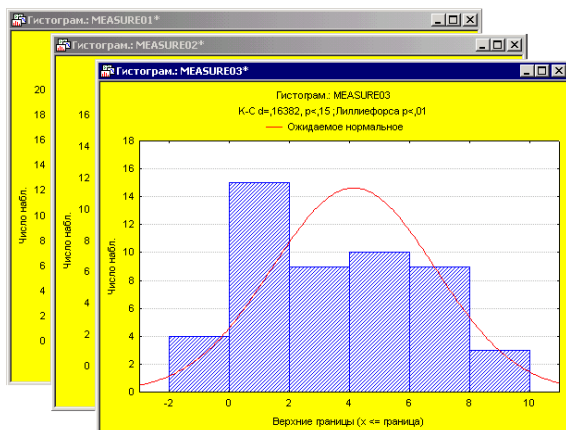 Гистограм.: MEASURE01*
20
18
16
14
12
10
8
6
4
2
0
Число набл.
Гистограм.: MEASURE02*
16
14
12
10
8
6
4
2
0
Число набл.
Гистограм.: MEASURE03*
Гистограм.: MEASURE03
К-С d=,16382, p<,15 ;Лиллиефорса p<,01
Ожидаемое нормальное
18
16
14
12
10
8
6
4
2
0
Число набл.
-2 0 2 4 6 8 10
Верхние границы (x <= граница)